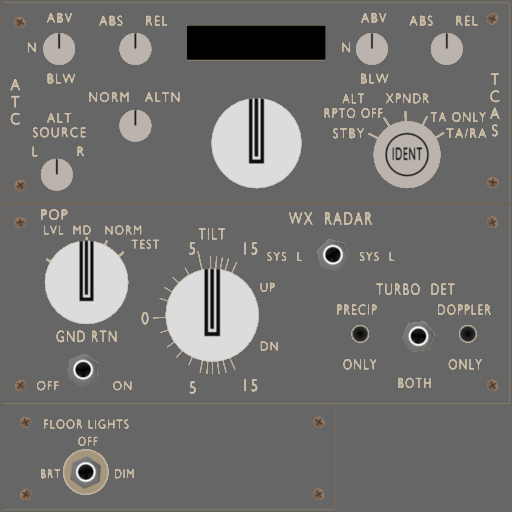 ABV
ABS REL
ABV
ABS REL
N
N
BLW
BLW
ATC
TCAS
NORM ALTN
ALT
SOURCE
L R
ALT
RPTO OFF
XPNDR
STBY
TA ONLY
TA/RA
IDENT
POP
LVL MD NORM
TEST
TILT
5 15
UP
0
DN
5 15
WX RADAR
SYS L SYS L
TURBO DET
PRECIP DOPPLER
ONLY ONLY
BOTH
GND RTN
OFF ON
FLOOR LIGHTS
OFF
BRT DIM